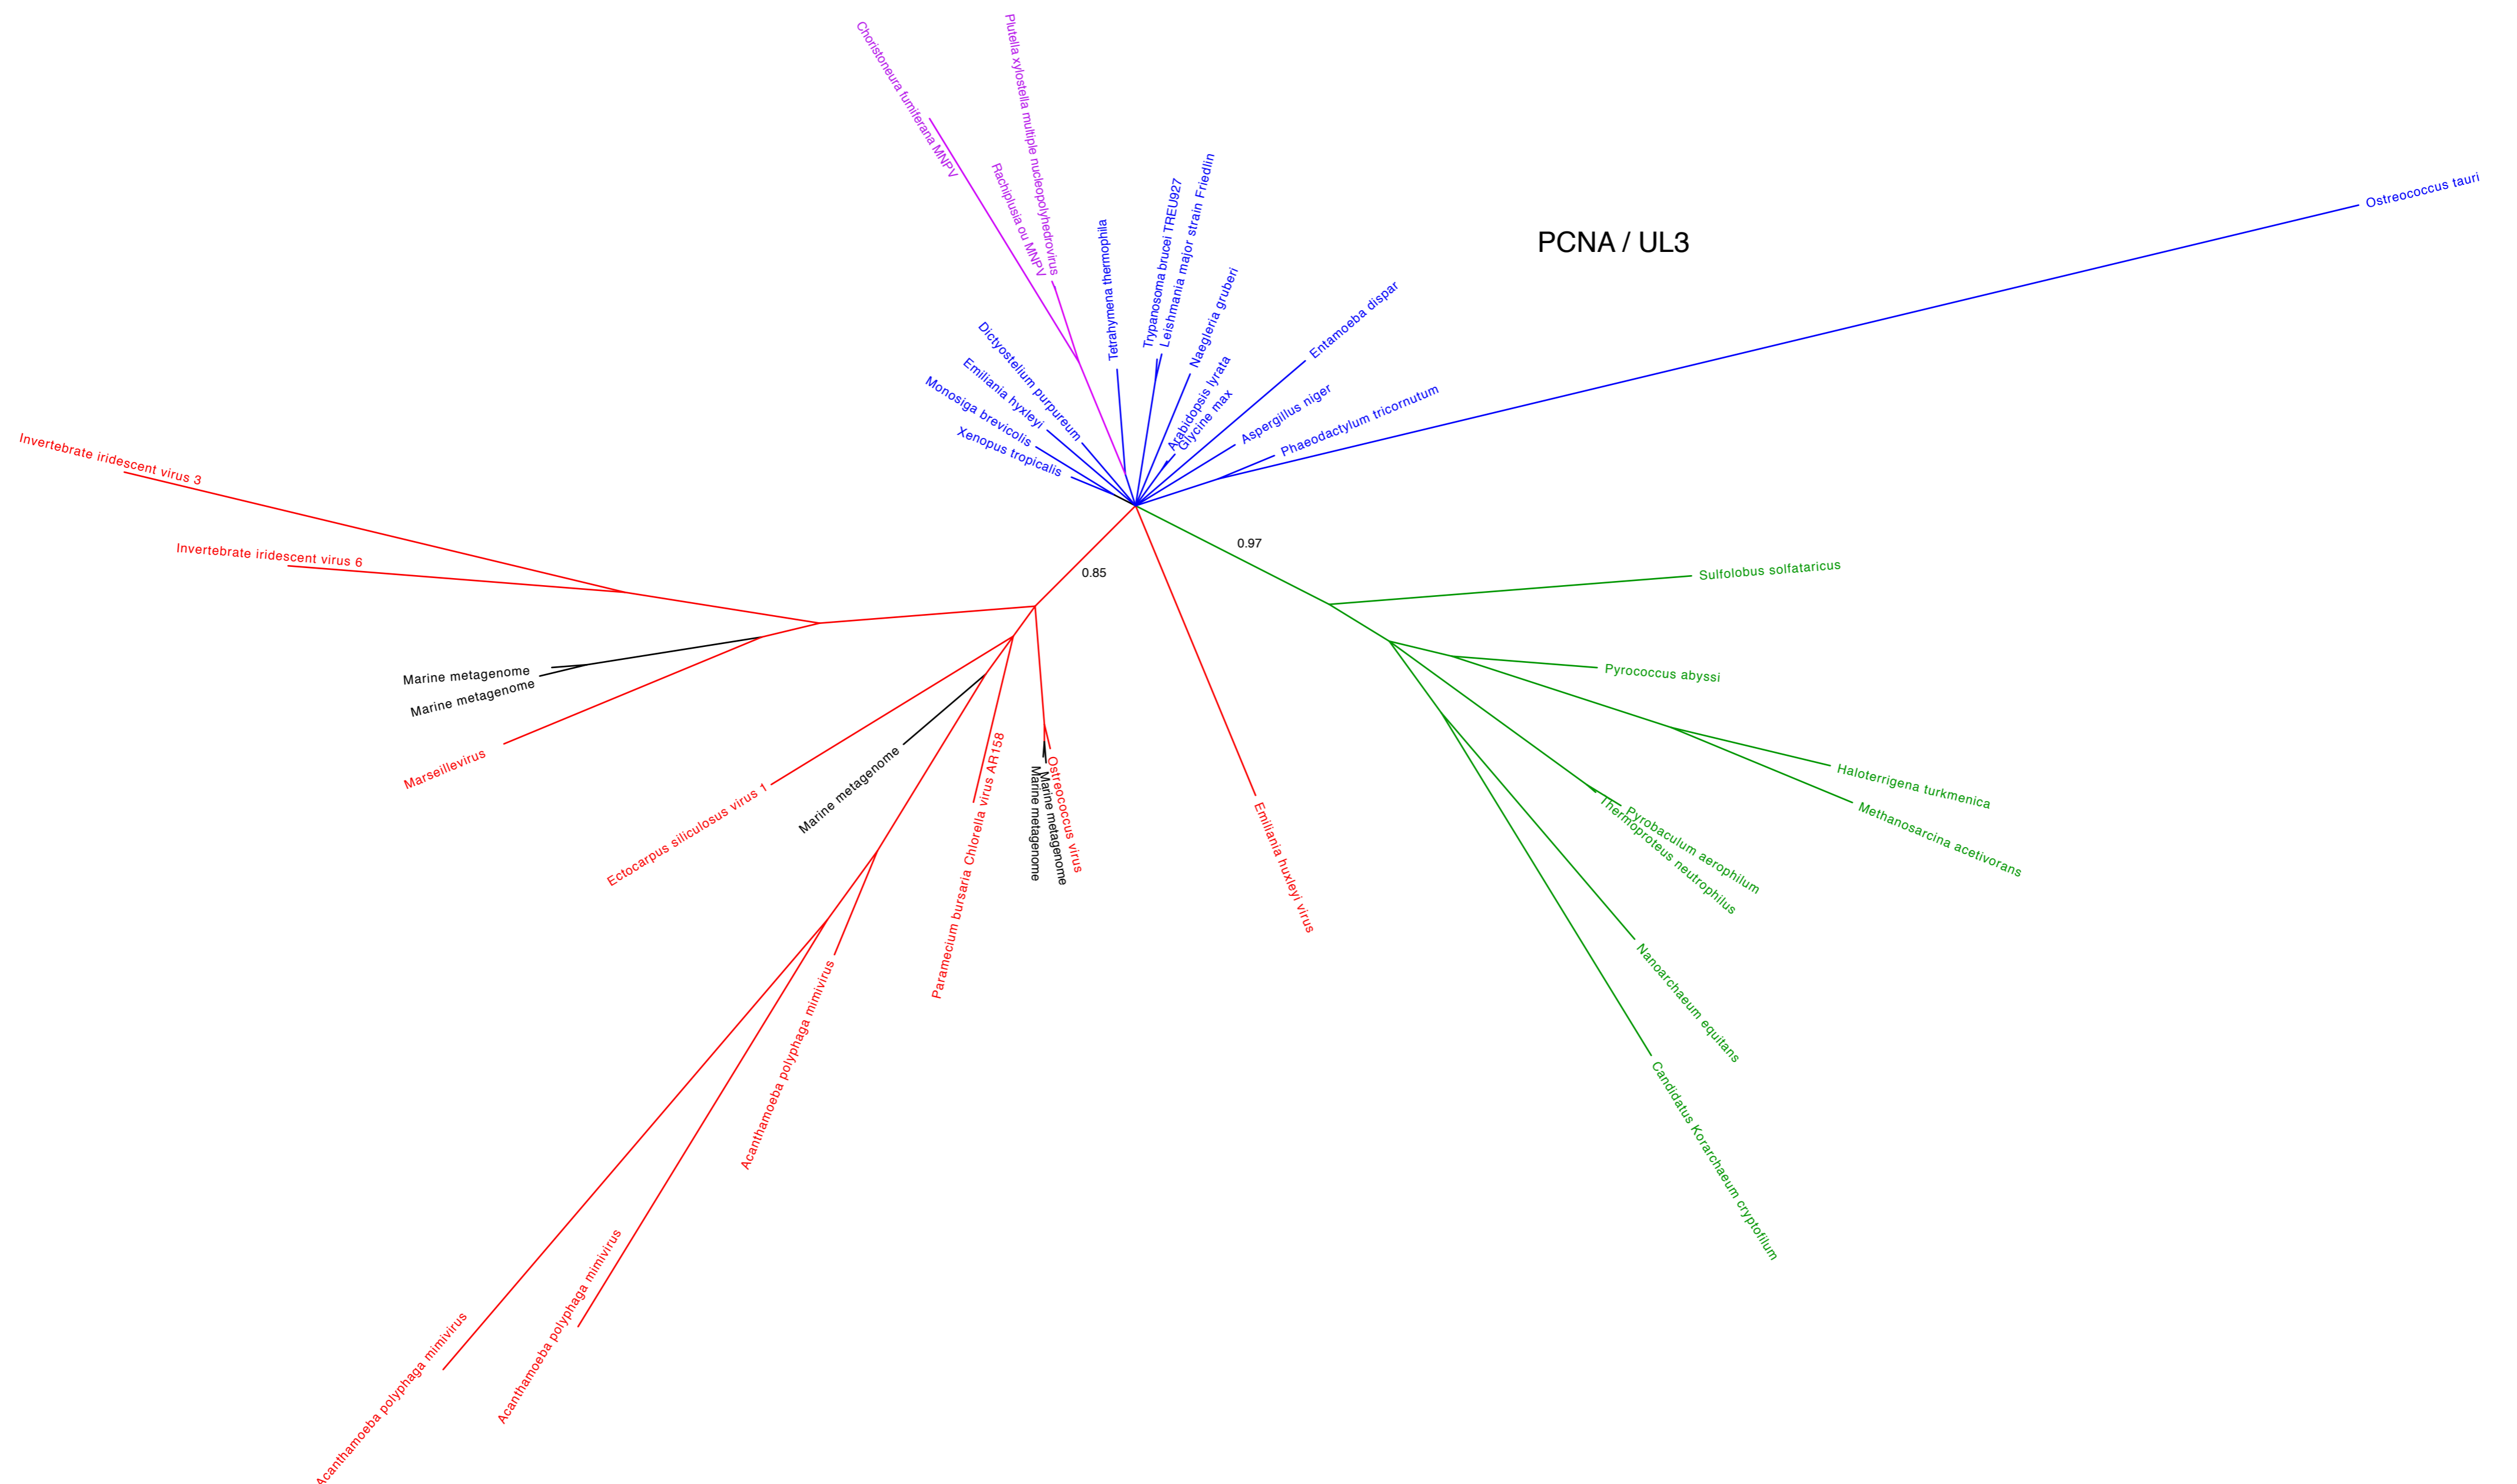 Choristoneura fumiferana MNPV
Plutella xylostella multiple nucleopolyhedrovirus
Rachiplusia ou MNPV
Tetrahymena thermophila
Trypanosoma brucei TREU927
Leishmania major strain Friedlin
Naegleria gruberi
Arabidopsis lyrata
Glycine max
Entamoeba dispar
Aspergillus niger
Phaeodactylum tricornutum
Ostreococcus tauri
PCNA / UL3
Dictyostelium purpureum
Emiliania hyxleyi
Monosiga brevicolis
Xenopus tropicalis
Invertebrate iridescent virus 3
Invertebrate iridescent virus 6
0.97
0.85
Sulfolobus solfataricus
Pyrococcus abyssi
Haloterrigena turkmenica
Methanosarcina acetivorans
Pyrobaculum aerophilum
Thermoproteus neutrophilus
Nanoarchaeum equitans
Candidatus Korarchaeum cryptofilum
Marine metagenome
Marine metagenome
Marseillevirus
Ectocarpus siliculosus virus 1
Marine metagenome
Paramecium bursaria Chlorella virus AR158
Marine metagenome
Marine metagenome
Ostreococcus virus
Emiliania huxleyi virus
Acanthamoeba polyphaga mimivirus
Acanthamoeba polyphaga mimivirus
Acanthamoeba polyphaga mimivirus